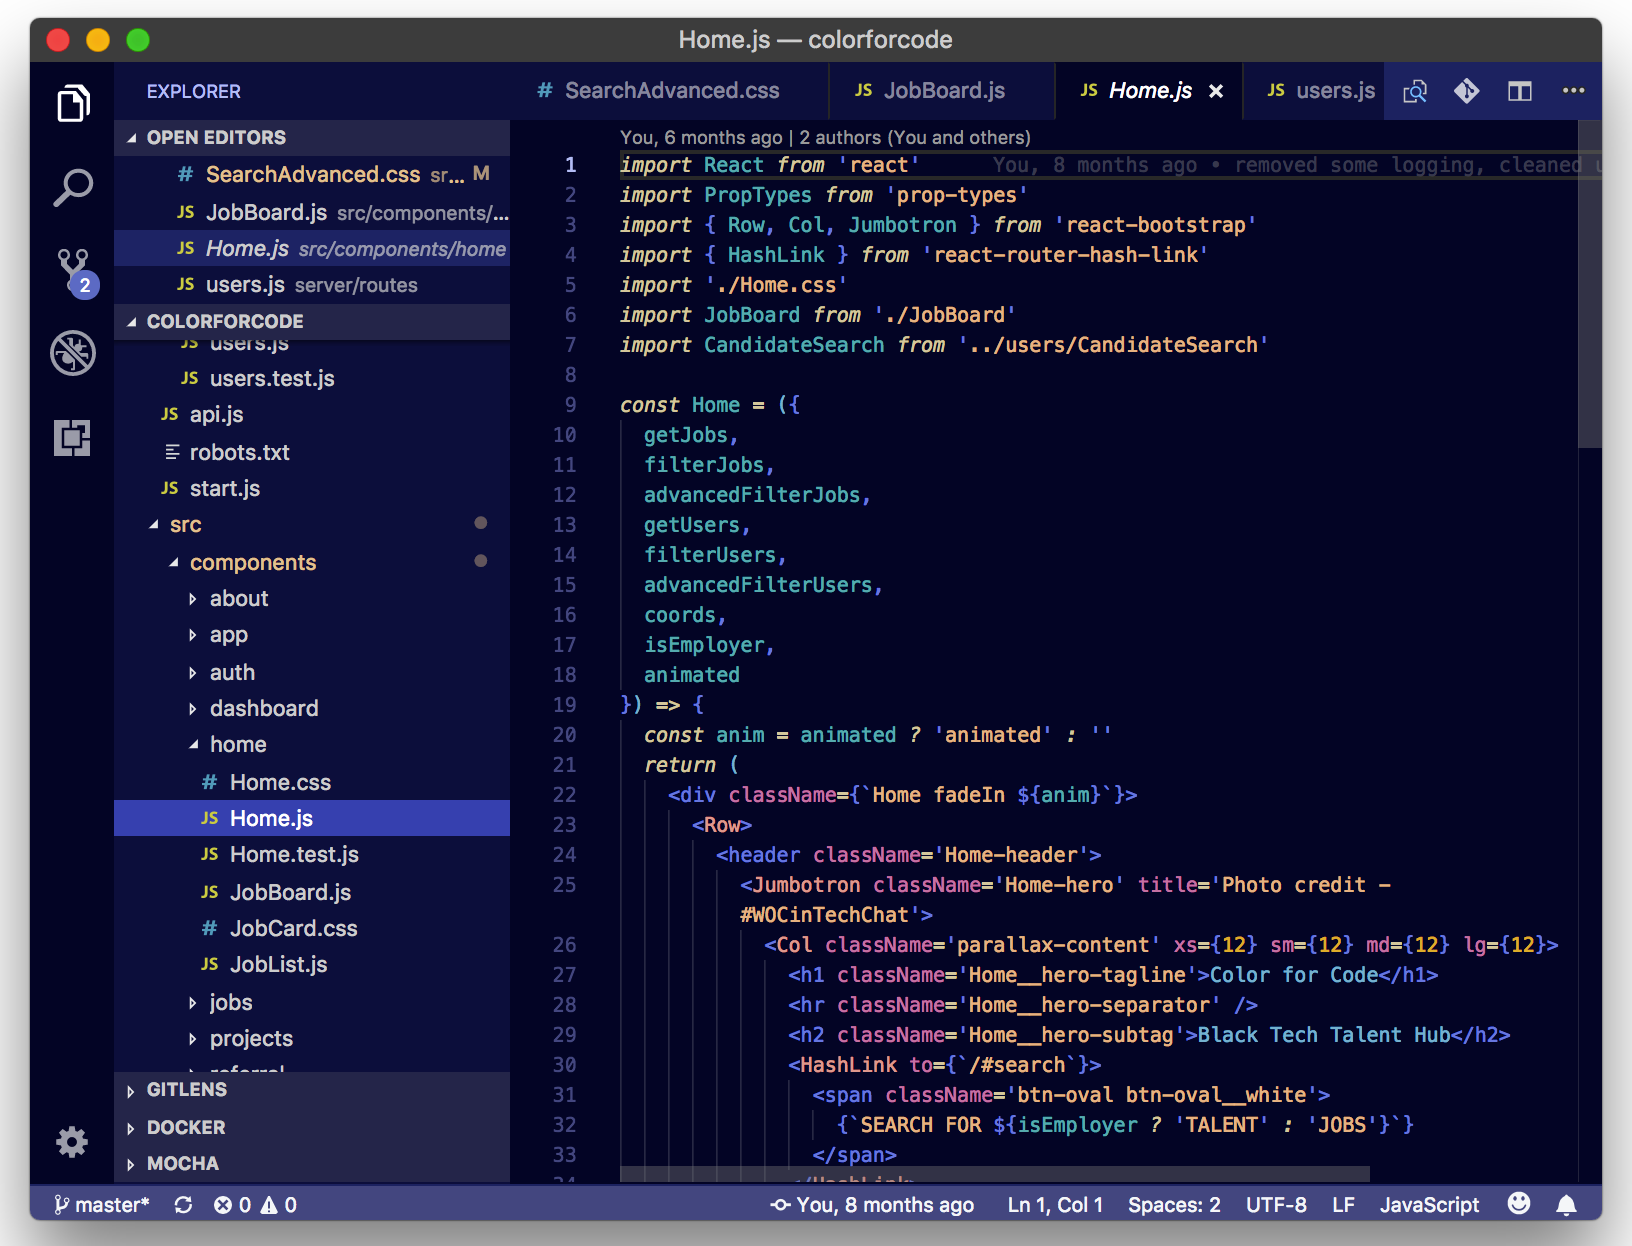 Home.js — colorforcode
EXPLORER
# SearchAdvanced.css
JS JobBoard.js
JS Home.js ×
JS users.js
OPEN EDITORS
# SearchAdvanced.css sr... M
JS JobBoard.js src/components/...
JS Home.js src/components/home
JS users.js server/routes
COLORFORCODE
JS users.js
JS users.test.js
JS api.js
robots.txt
JS start.js
src
components
about
app
auth
dashboard
home
# Home.css
JS Home.js
JS Home.test.js
JS JobBoard.js
# JobCard.css
JS JobList.js
jobs
projects
referral
GITLENS
DOCKER
MOCHA
2
You, 6 months ago | 2 authors (You and others)
1 import React from 'react' You, 8 months ago • removed some logging, cleaned u
2 import PropTypes from 'prop-types'
3 import { Row, Col, Jumbotron } from 'react-bootstrap'
4 import { HashLink } from 'react-router-hash-link'
5 import './Home.css'
6 import JobBoard from './JobBoard'
7 import CandidateSearch from '../users/CandidateSearch'
8
9 const Home = ({
10 getJobs,
11 filterJobs,
12 advancedFilterJobs,
13 getUsers,
14 filterUsers,
15 advancedFilterUsers,
16 coords,
17 isEmployer,
18 animated
19 }) => {
20 const anim = animated ? 'animated' : ''
21 return (
22 <div className={`Home fadeIn ${anim}`}>
23 <Row>
24 <header className='Home-header'>
25 <Jumbotron className='Home-hero' title='Photo credit -
#WOCinTechChat'>
26 <Col className='parallax-content' xs={12} sm={12} md={12} lg={12}>
27 <h1 className='Home__hero-tagline'>Color for Code</h1>
28 <hr className='Home__hero-separator' />
29 <h2 className='Home__hero-subtag'>Black Tech Talent Hub</h2>
30 <HashLink to={`/#search`}>
31 <span className='btn-oval btn-oval__white'>
32 {`SEARCH FOR ${isEmployer ? 'TALENT' : 'JOBS'}`}
33 </span>
34 </HashLink>
master* 0 0 You, 8 months ago Ln 1, Col 1 Spaces: 2 UTF-8 LF JavaScript